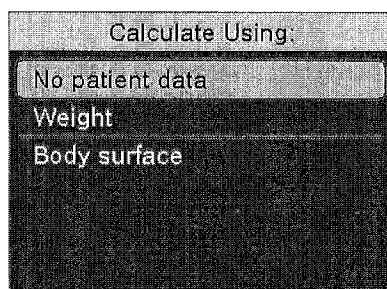 Calculate Using:
No patient data
Weight
Body surface